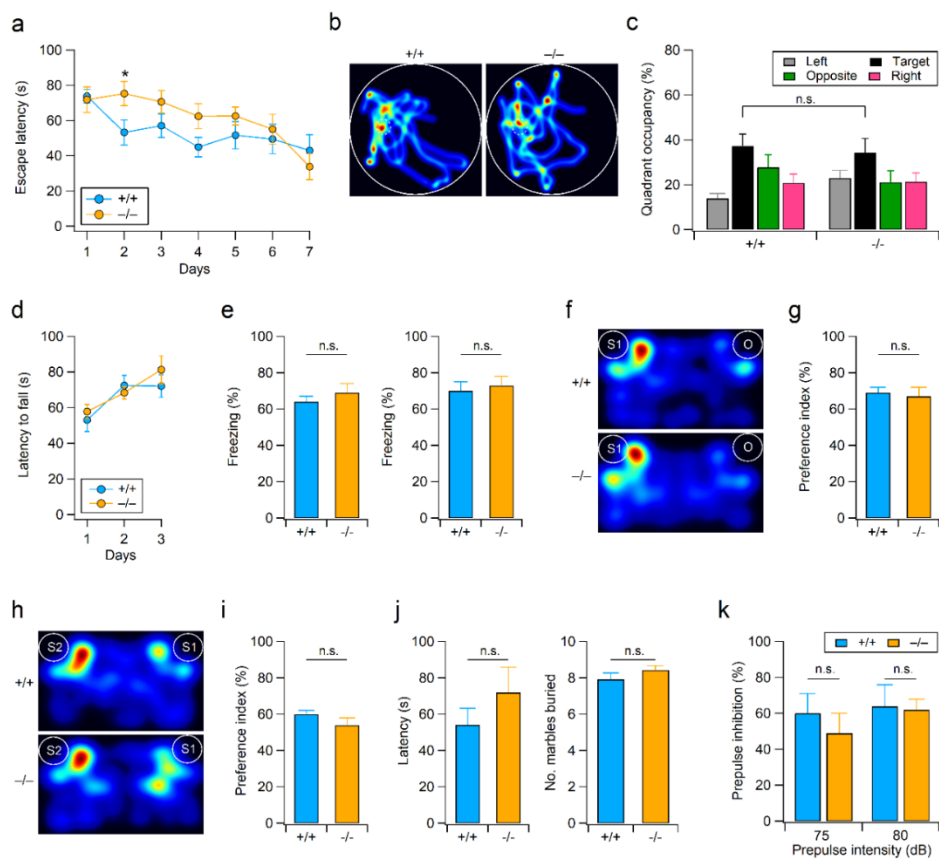 a
Escape latency (s)
100
80
60
40
20
0
*
+/+
–/–
1 2 3 4 5 6 7
Days
b
+/+ –/–
c
Quadrant occupancy (%)
100
80
60
40
20
0
Left Target
Opposite Right
n.s.
+/+ -/-
d
Latency to fall (s)
100
80
60
40
20
0
+/+
–/–
1 2 3
Days
e
Freezing (%)
100
80
60
40
20
0
n.s.
+/+ -/-
Freezing (%)
100
80
60
40
20
0
n.s.
+/+ -/-
f
+/+
S1 O
–/–
S1 O
g
Preference index (%)
100
80
60
40
20
0
n.s.
+/+ -/-
h
+/+
S2 S1
–/–
S2 S1
i
Preference index (%)
100
80
60
40
20
0
n.s.
+/+ -/-
j
Latency (s)
100
80
60
40
20
0
n.s.
+/+ -/-
No. marbles buried
10
8
6
4
2
0
n.s.
+/+ -/-
k
Prepulse inhibition (%)
100
80
60
40
20
0
+/+ –/–
n.s. n.s.
75 80
Prepulse intensity (dB)